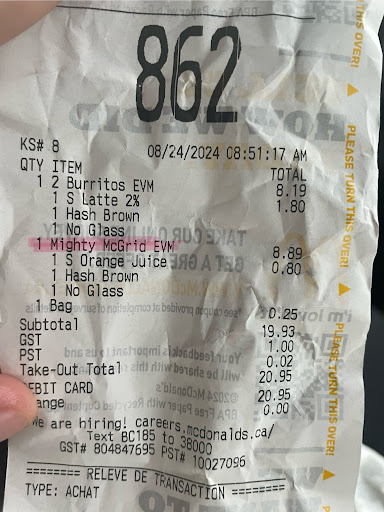 862
KS# 8
08/24/2024 08:51:17 AM
QTY ITEM TOTAL
1 2 Burritos EVM 8.19
1 S Latte 2% 1.80
1 Hash Brown
1 No Glass
1 Mighty McGrid EVM 8.89
1 S Orange Juice 0.80
1 Hash Brown
1 No Glass
1 Bag 0.25
Subtotal 19.93
GST 1.00
PST 0.02
Take-Out Total 20.95
EBIT CARD 20.95
ange 0.00
We are hiring! careers.mcdonalds.ca/
Text BC185 to 38000
GST# 804847695 PST# 10027096
======== RELEVE DE TRANSACTION ========
TYPE: ACHAT
THIS OVER!
PLEASE TURN THIS OVER!
PLEASE TURN THIS OVER!